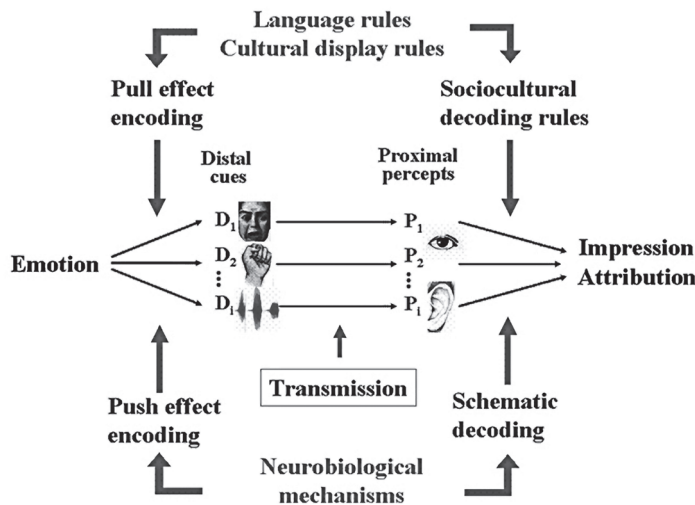 Language rules
Cultural display rules
Pull effect
encoding
Sociocultural
decoding rules
Distal
cues
Proximal
percepts
D1
P1
Emotion
D2
P2
Impression
Attribution
Di
Pi
Transmission
Push effect
encoding
Schematic
decoding
Neurobiological
mechanisms